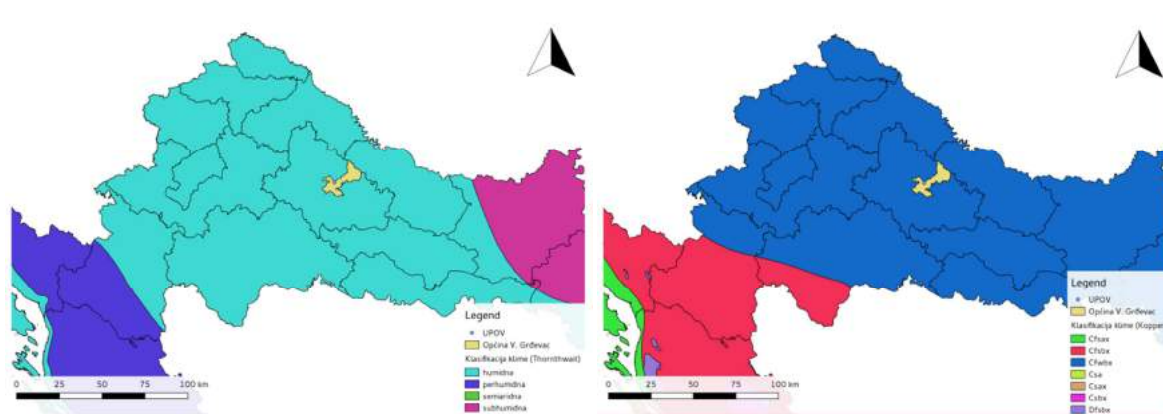 Legend
UPOV
Općina V. Grđevac
Klasifikacija klime (Thornthwait)
humidna
perhumidna
semiaridna
subhumidna
0 25 50 75 100 km
Legend
UPOV
Općina V. Grđevac
Klasifikacija klime (Koppe
Cfsax
Cfsbx
Cfwbx
Csa
Csax
Csbx
Dfsbx
0 25 50 75 100 km